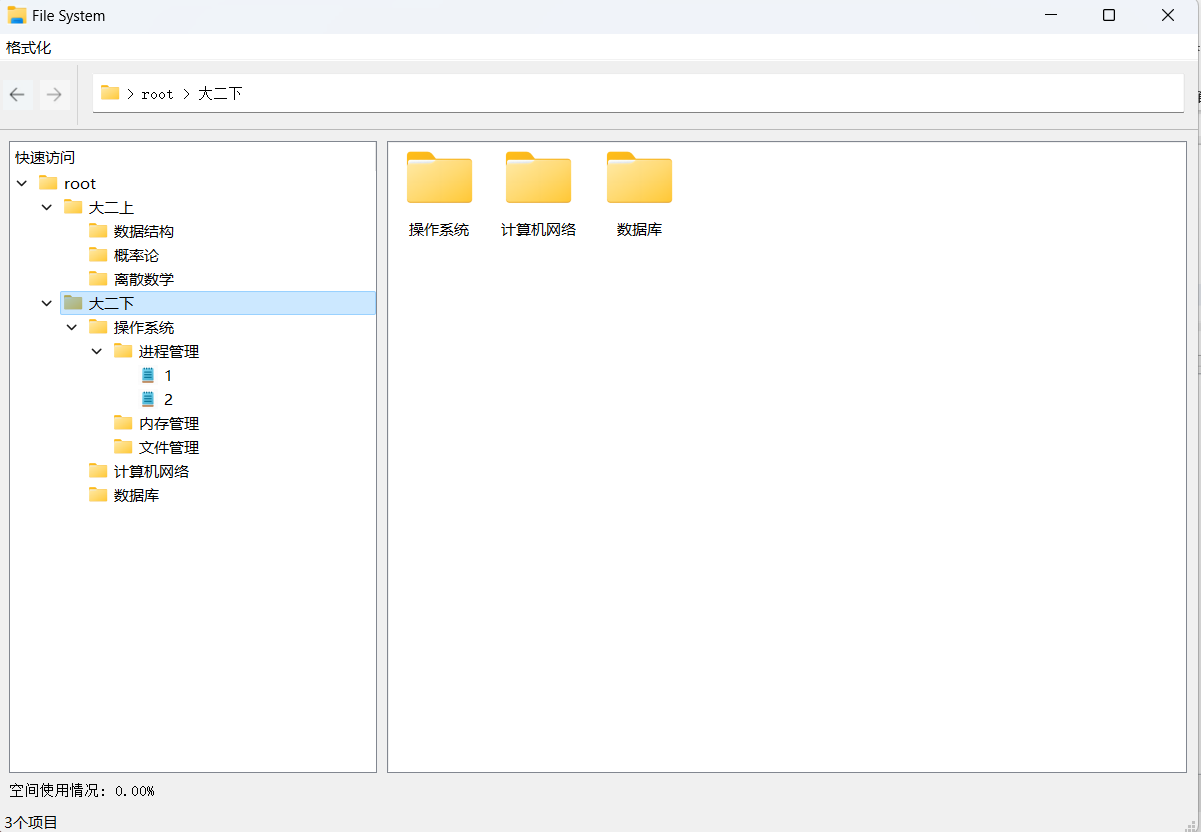 File System
格式化
> root > 大二下
快速访问
root
大二上
数据结构
概率论
离散数学
大二下
操作系统
进程管理
1
2
内存管理
文件管理
计算机网络
数据库
操作系统 计算机网络 数据库
空间使用情况: 0.00%
3个项目